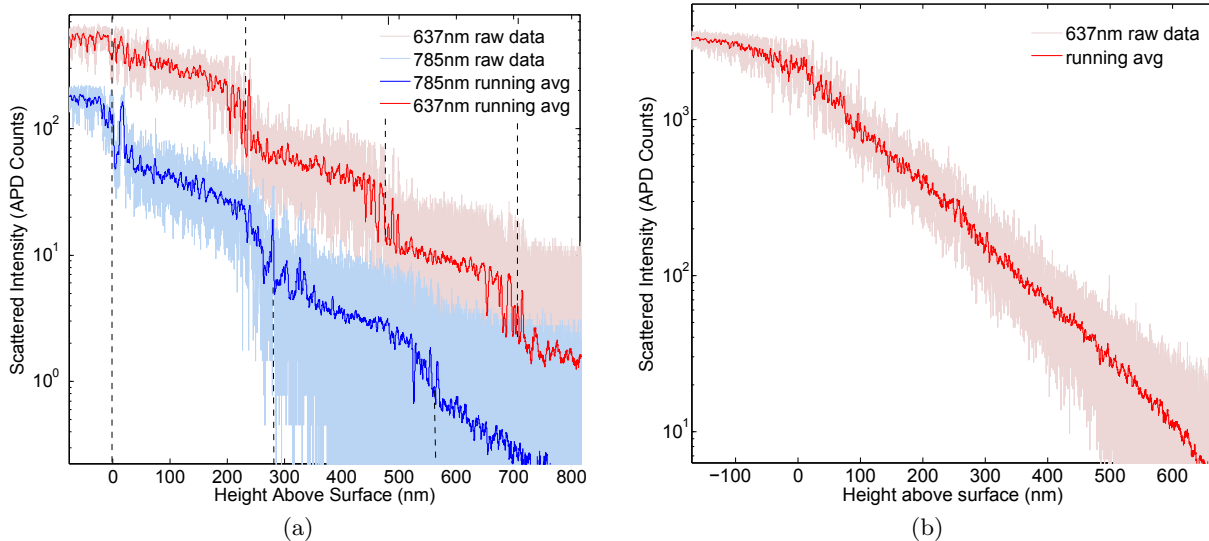 637nm raw data
785nm raw data
785nm running avg
637nm running avg
Scattered Intensity (APD Counts)
10^2
10^1
10^0
0 100 200 300 400 500 600 700 800
Height Above Surface (nm)
(a)
637nm raw data
running avg
Scattered Intensity (APD Counts)
10^3
10^2
10^1
−100 0 100 200 300 400 500 600
Height above surface (nm)
(b)